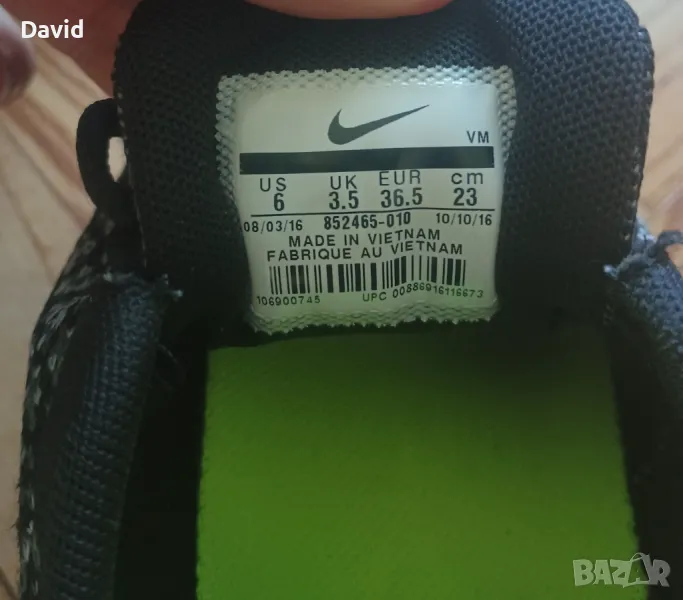 David
VM
US UK EUR cm
6 3.5 36.5 23
08/03/16 852465-010 10/10/16
MADE IN VIETNAM
FABRIQUE AU VIETNAM
106900745 UPC 00886916116673
BAZAR